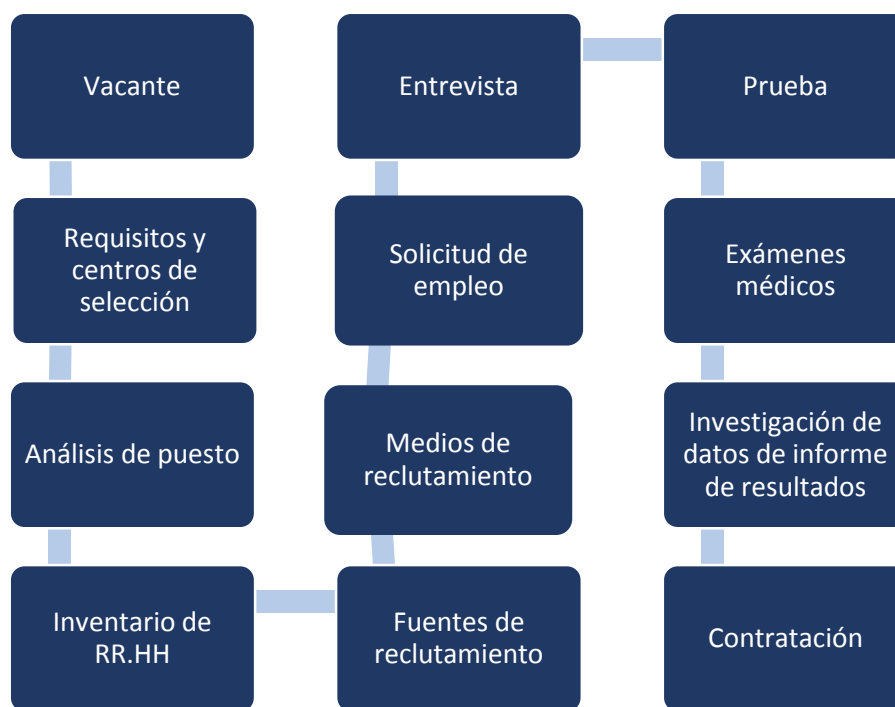 Vacante
Requisitos y
centros de
selección
Análisis de puesto
Inventario de
RR.HH
Fuentes de
reclutamiento
Medios de
reclutamiento
Solicitud de
empleo
Entrevista
Prueba
Exámenes
médicos
Investigación de
datos de informe
de resultados
Contratación